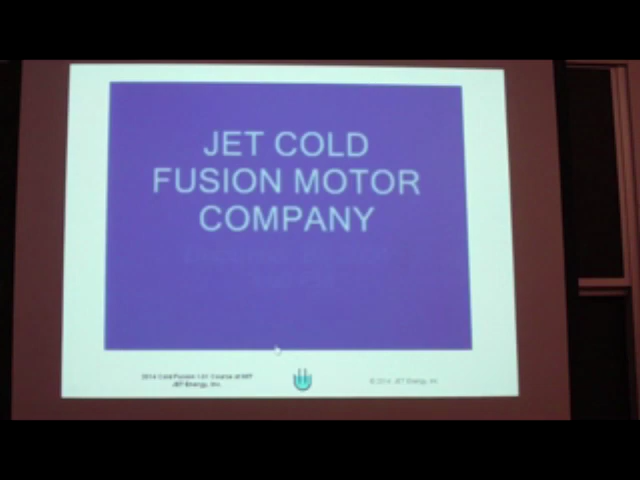 JET COLD
FUSION MOTOR
COMPANY
2014 Cold Fusion 101 Course at MIT
JET Energy, Inc.
© 2014, JET Energy, Inc.